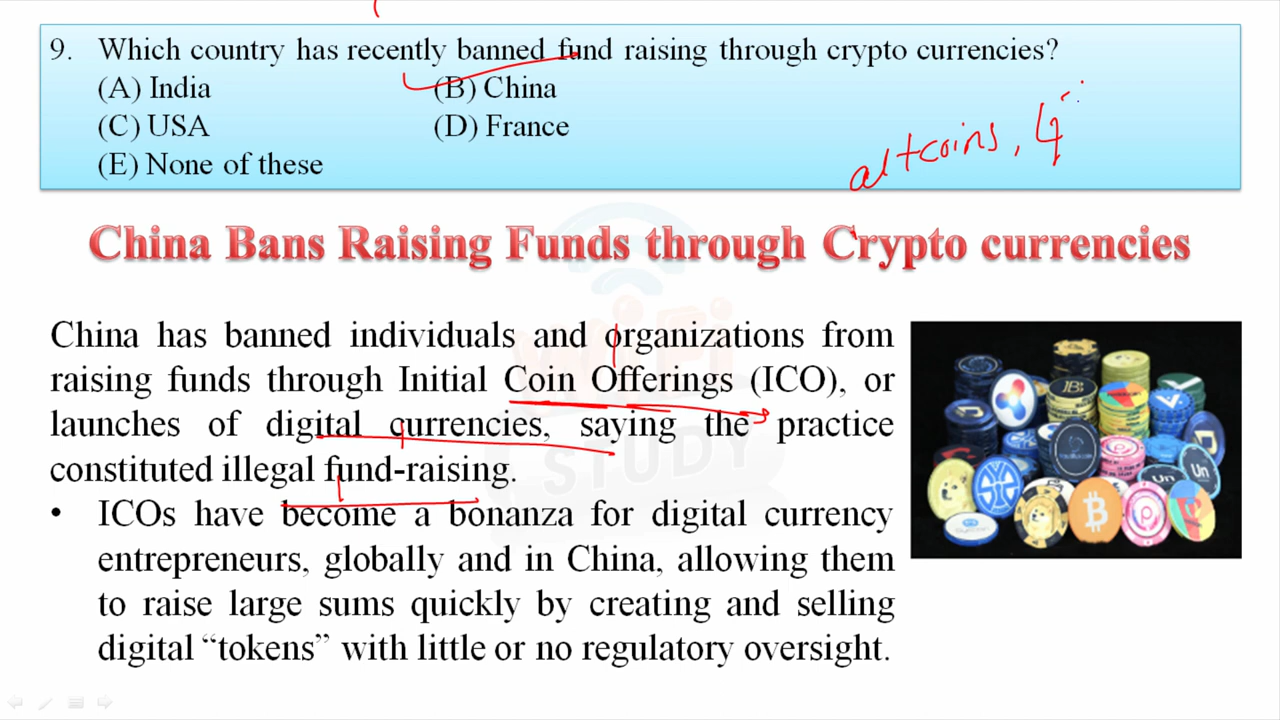 9. Which country has recently banned fund raising through crypto currencies?
(A) India (B) China
(C) USA (D) France
(E) None of these
altcoins,
China Bans Raising Funds through Crypto currencies
China has banned individuals and organizations from
raising funds through Initial Coin Offerings (ICO), or
launches of digital currencies, saying the practice
constituted illegal fund-raising.
• ICOs have become a bonanza for digital currency
entrepreneurs, globally and in China, allowing them
to raise large sums quickly by creating and selling
digital “tokens” with little or no regulatory oversight.
WiFi
STUDY